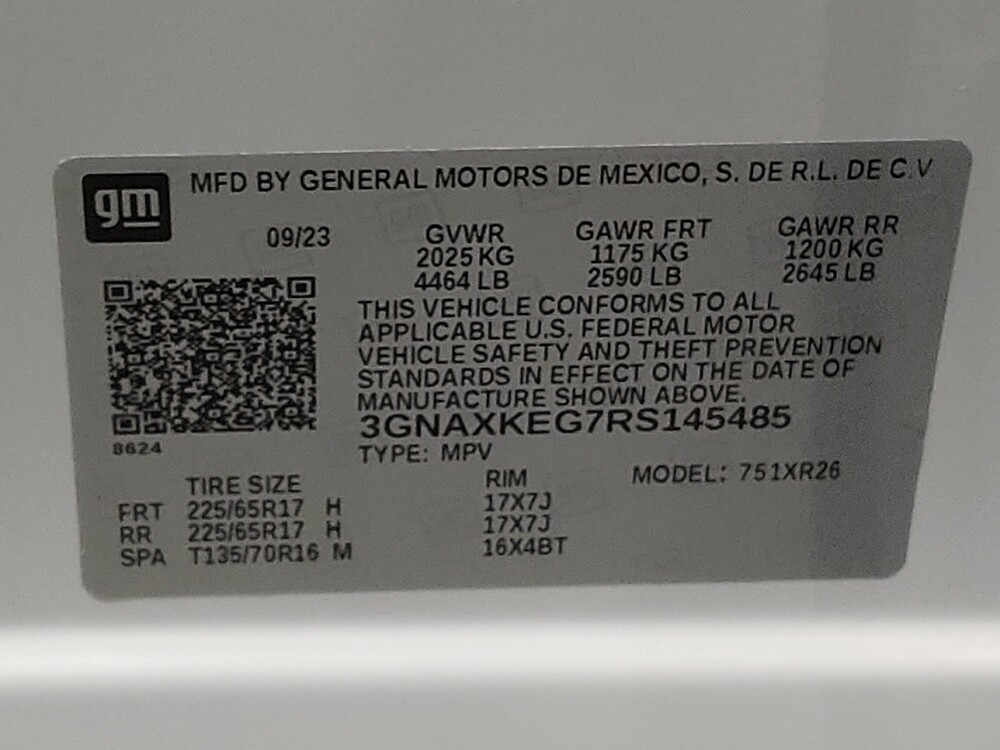 gm
MFD BY GENERAL MOTORS DE MEXICO, S. DE R.L. DE C.V
09/23
GVWR GAWR FRT GAWR RR
2025 KG 1175 KG 1200 KG
4464 LB 2590 LB 2645 LB
THIS VEHICLE CONFORMS TO ALL
APPLICABLE U.S. FEDERAL MOTOR
VEHICLE SAFETY AND THEFT PREVENTION
STANDARDS IN EFFECT ON THE DATE OF
MANUFACTURE SHOWN ABOVE.
3GNAXKEG7RS145485
8624
TYPE: MPV
MODEL: 751XR26
TIRE SIZE RIM
FRT 225/65R17 H 17X7J
RR 225/65R17 H 17X7J
SPA T135/70R16 M 16X4BT